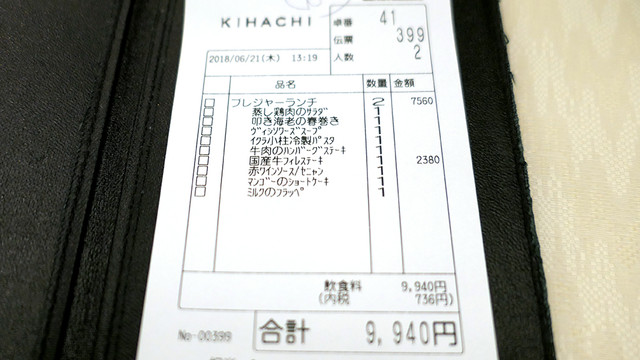 KIHACHI
卓番 41
伝票 399
人数 2
2018/06/21(木) 13:19
品名 数量 金額
フレジャーランチ 2 7560
蒸し鶏肉のｻﾗﾀﾞ 1
叩き海老の春巻き 1
ｳﾞｨｼｿﾜｰｽﾞｽｰﾌﾟ 1
ｲｸﾗ小柱冷製ﾊﾟｽﾀ 1
牛肉のﾊﾝﾊﾞｰｸﾞｽﾃｰｷ 1
国産牛ﾌｨﾚｽﾃｰｷ 1 2380
赤ﾜｲﾝｿｰｽ/ｾﾆｬﾝ 1
ﾏﾝｺﾞｰのｼｮｰﾄｹｰｷ 1
ﾐﾙｸのﾌﾗｯﾍﾟ 1
飲食料 9,940円
(内税 736円)
No-00399 合計 9,940円